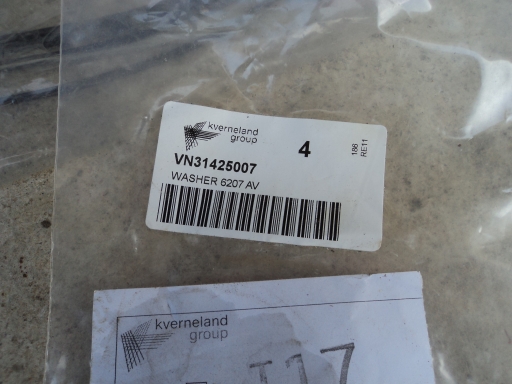 kverneland
group
4
186
RE11
VN31425007
WASHER 6207 AV
kverneland
group